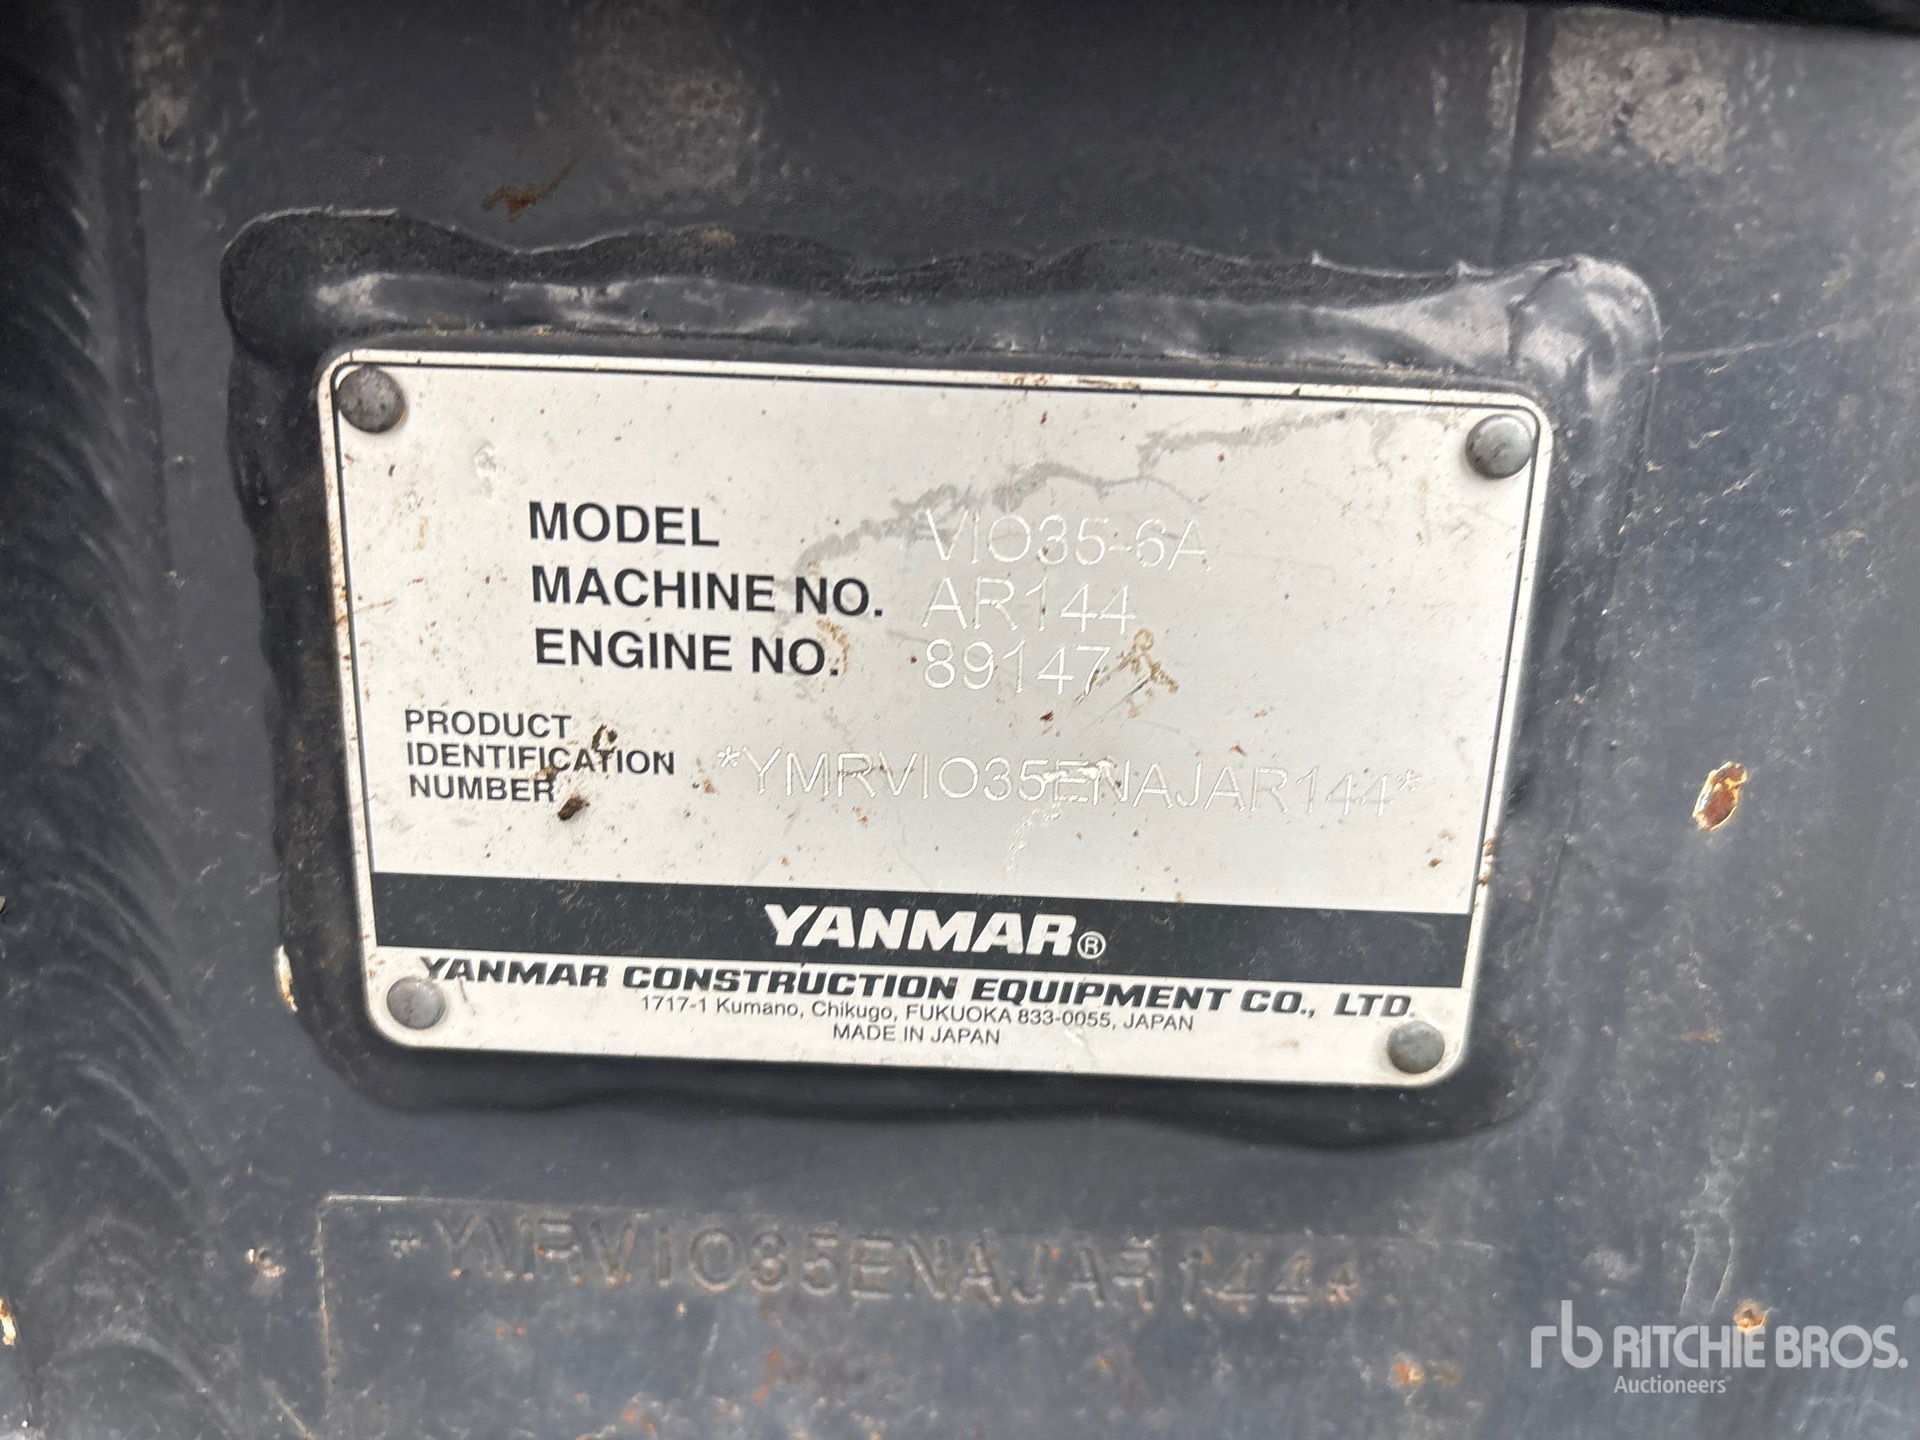 MODEL VIO35-6A
MACHINE NO. AR144
ENGINE NO. 89147
PRODUCT
IDENTIFICATION
NUMBER *YMRVIO35ENAJAR144*
YANMAR®
YANMAR CONSTRUCTION EQUIPMENT CO., LTD.
1717-1 Kumano, Chikugo, FUKUOKA 833-0055, JAPAN
MADE IN JAPAN
*YMRVIO35ENAJAR144*
rb RITCHIE BROS.
Auctioneers